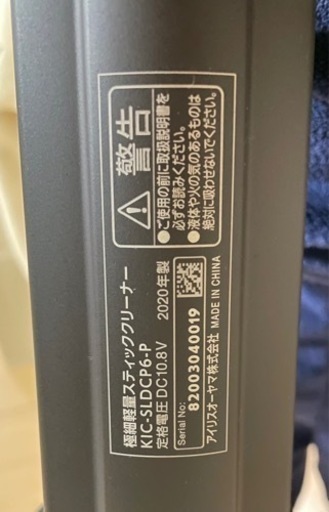 警告
●ご使用の前に取扱説明書を
必ずお読みください。
●液体や火の気のあるものは
絶対に吸わせないでください。
極細軽量スティッククリーナー
KIC-SLDCP6-P
定格電圧 DC10.8V 2020年製
Serial No:
82003040019
アイリスオーヤマ株式会社 MADE IN CHINA